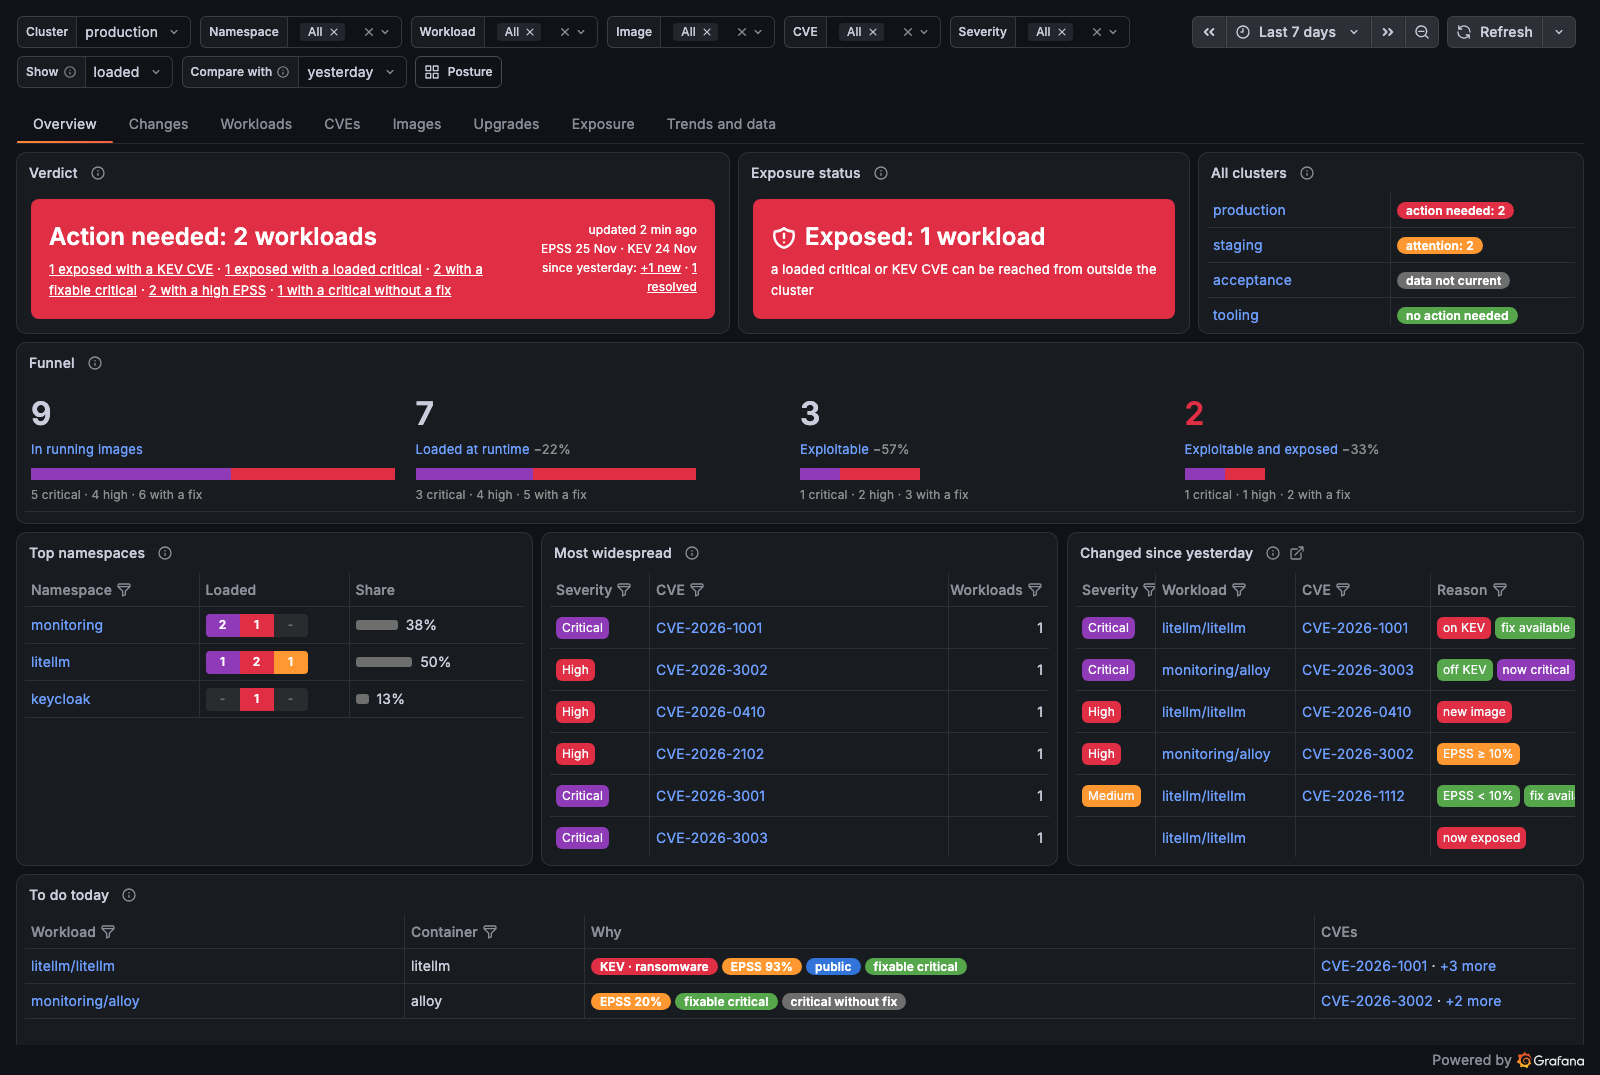 Cluster production Namespace All Workload All Image All CVE All Severity All Last 7 days Refresh
Show loaded Compare with yesterday Posture
Overview Changes Workloads CVEs Images Upgrades Exposure Trends and data
Verdict
Action needed: 2 workloads
1 exposed with a KEV CVE · 1 exposed with a loaded critical · 2 with a
fixable critical · 2 with a high EPSS · 1 with a critical without a fix
updated 2 min ago
EPSS 25 Nov · KEV 24 Nov
since yesterday: +1 new · 1
resolved
Exposure status
Exposed: 1 workload
a loaded critical or KEV CVE can be reached from outside the
cluster
All clusters
production action needed: 2
staging attention: 2
acceptance data not current
tooling no action needed
Funnel
9
In running images
5 critical · 4 high · 6 with a fix
7
Loaded at runtime −22%
3 critical · 4 high · 5 with a fix
3
Exploitable −57%
1 critical · 2 high · 3 with a fix
2
Exploitable and exposed −33%
1 critical · 1 high · 2 with a fix
Top namespaces
Namespace Loaded Share
monitoring 2 1 - 38%
litellm 1 2 1 50%
keycloak - 1 - 13%
Most widespread
Severity CVE Workloads
Critical CVE-2026-1001 1
High CVE-2026-3002 1
High CVE-2026-0410 1
High CVE-2026-2102 1
Critical CVE-2026-3001 1
Critical CVE-2026-3003 1
Changed since yesterday
Severity Workload CVE Reason
Critical litellm/litellm CVE-2026-1001 on KEV fix available
Critical monitoring/alloy CVE-2026-3003 off KEV now critical
High litellm/litellm CVE-2026-0410 new image
High monitoring/alloy CVE-2026-3002 EPSS ≥ 10%
Medium litellm/litellm CVE-2026-1112 EPSS < 10% fix avail
litellm/litellm now exposed
To do today
Workload Container Why CVEs
litellm/litellm litellm KEV · ransomware EPSS 93% public fixable critical CVE-2026-1001 · +3 more
monitoring/alloy alloy EPSS 20% fixable critical critical without fix CVE-2026-3002 · +2 more
Powered by Grafana